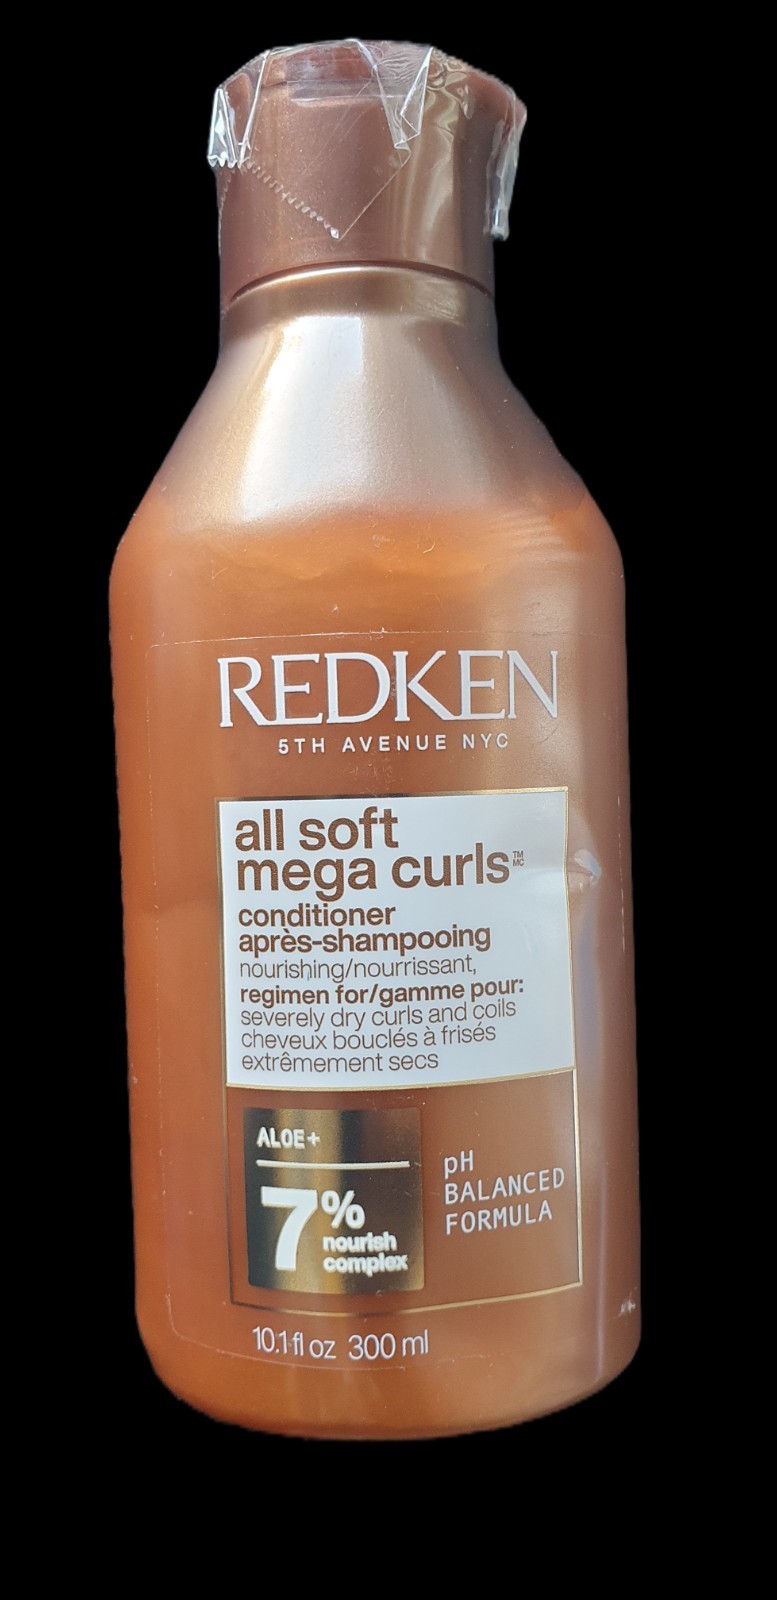 REDKEN
5TH AVENUE NYC
all soft
mega curls™ MC
conditioner
après-shampooing
nourishing/nourrissant,
regimen for/gamme pour:
severely dry curls and coils
cheveux bouclés à frisés
extrêmement secs
ALOE+
7%
nourish
complex
pH
BALANCED
FORMULA
10.1 fl oz 300 ml